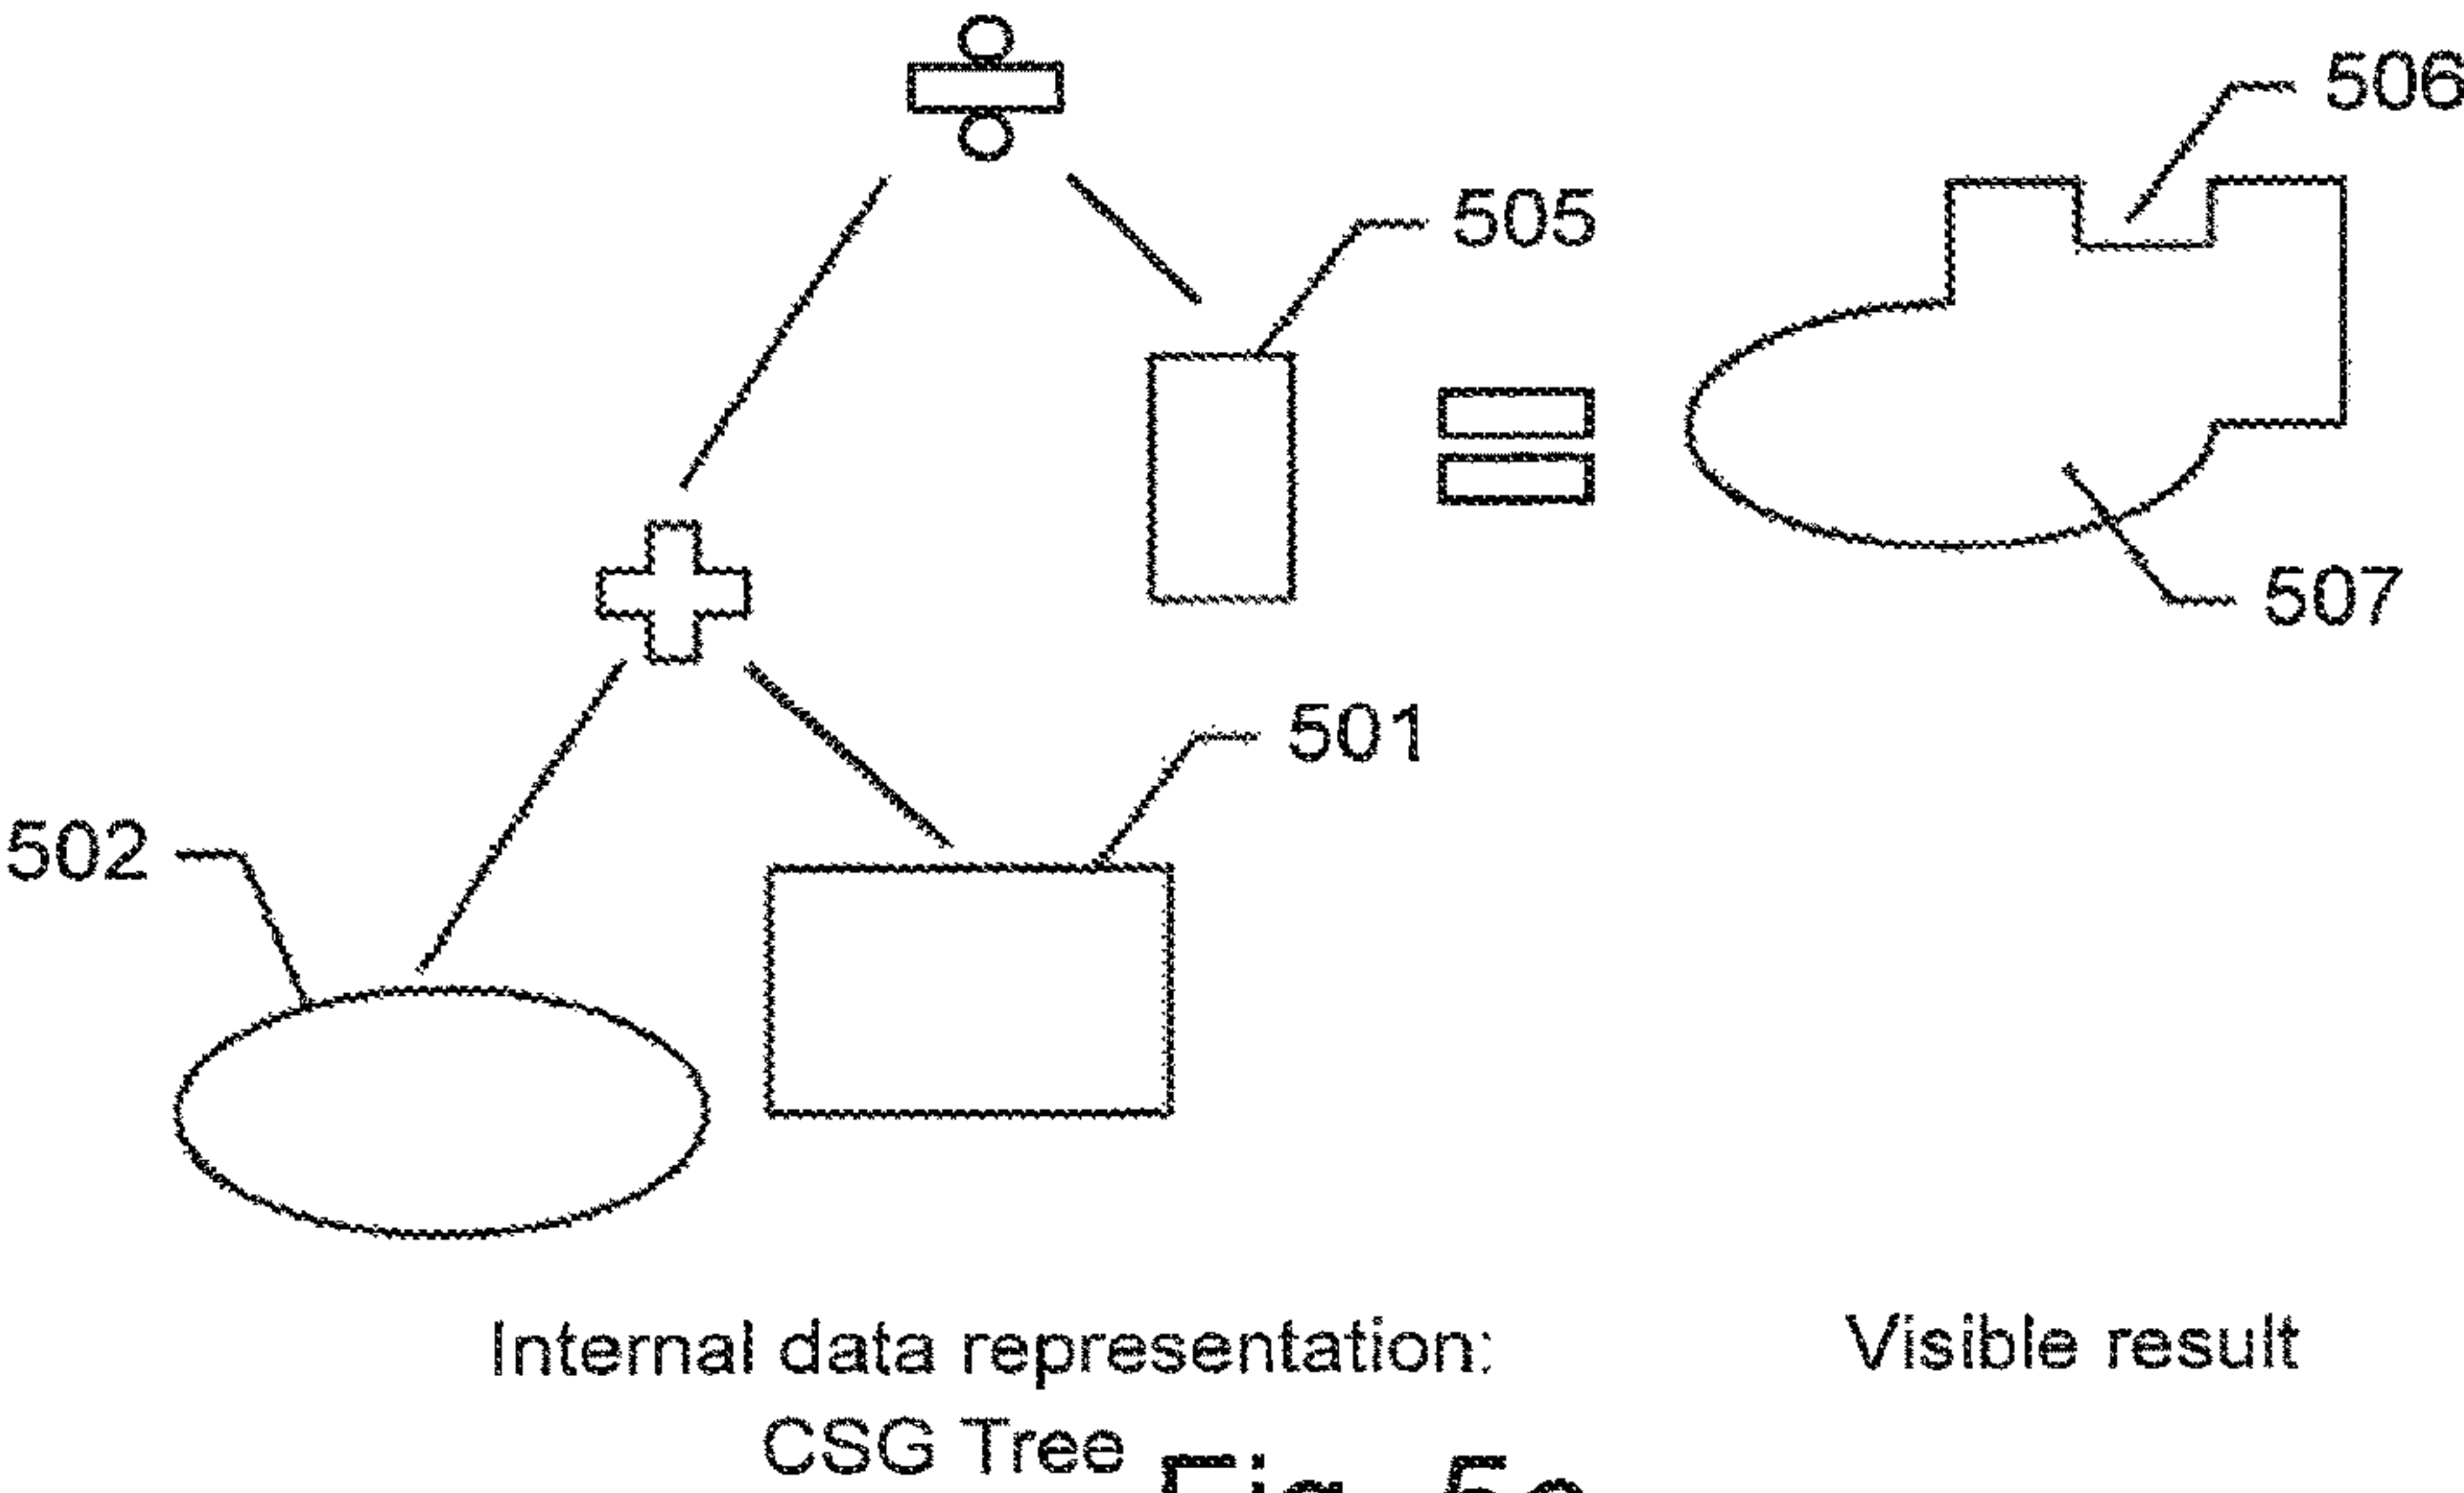 506
505
507
501
502
Internal data representation:
CSG Tree
Visible result